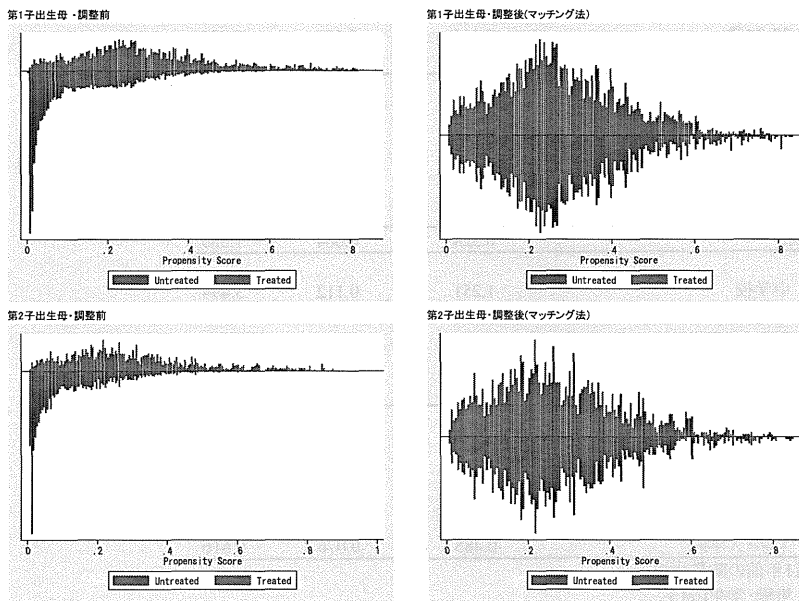 第1子出生母・調整前
0 .2 .4 .6 .8
Propensity Score
Untreated Treated
第1子出生母・調整後(マッチング法)
0 .2 .4 .6 .8
Propensity Score
Untreated Treated
第2子出生母・調整前
0 .2 .4 .6 .8 1
Propensity Score
Untreated Treated
第2子出生母・調整後(マッチング法)
0 .2 .4 .6 .8
Propensity Score
Untreated Treated